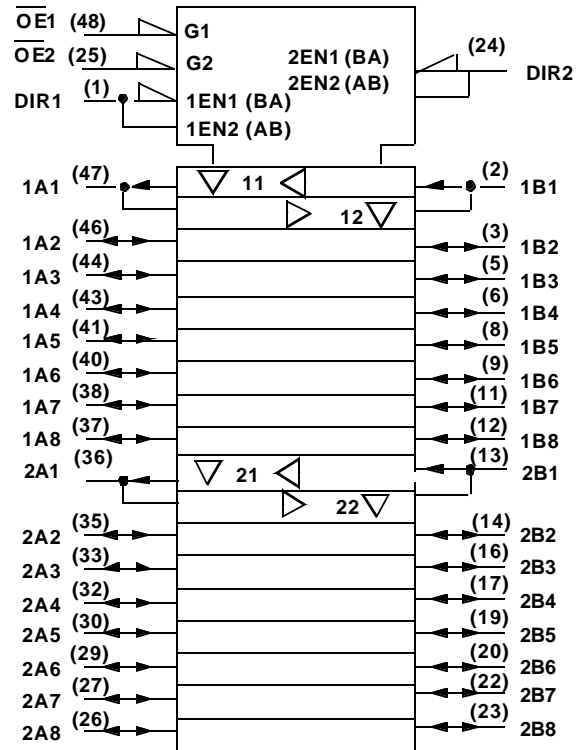 OE1 (48) G1
OE2 (25) G2 2EN1 (BA) (24) DIR2
DIR1 (1) 1EN1 (BA) 2EN2 (AB)
1EN2 (AB)
1A1 (47) 11 (2) 1B1
12
1A2 (46) (3) 1B2
1A3 (44) (5) 1B3
1A4 (43) (6) 1B4
1A5 (41) (8) 1B5
1A6 (40) (9) 1B6
1A7 (38) (11) 1B7
1A8 (37) (12) 1B8
2A1 (36) 21 (13) 2B1
22
2A2 (35) (14) 2B2
2A3 (33) (16) 2B3
2A4 (32) (17) 2B4
2A5 (30) (19) 2B5
2A6 (29) (20) 2B6
2A7 (27) (22) 2B7
2A8 (26) (23) 2B8